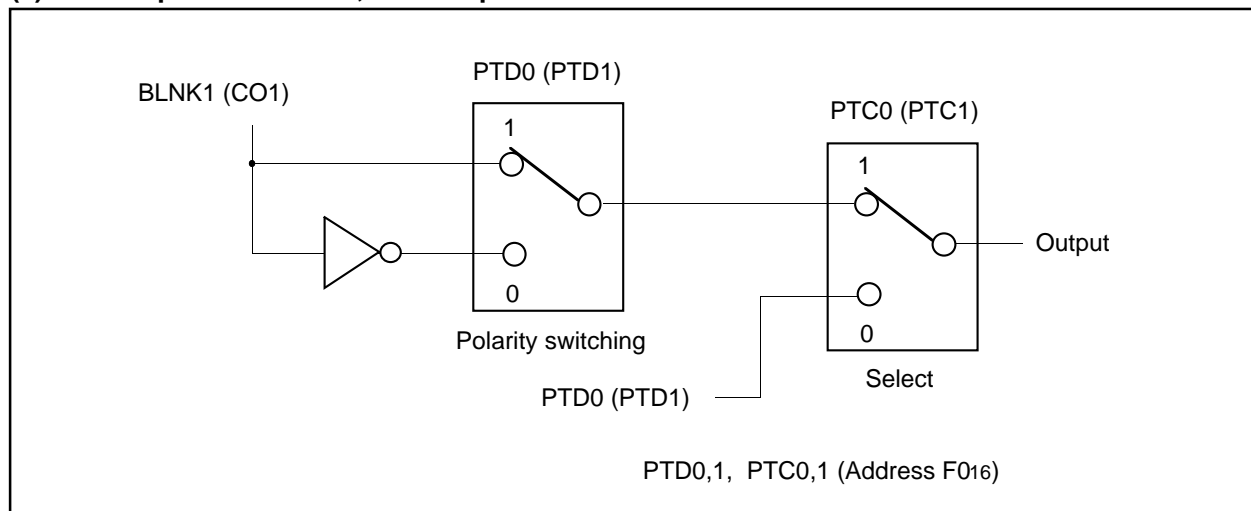 PTD0 (PTD1)
BLNK1 (CO1)
PTC0 (PTC1)
1
1
Output
0
0
Polarity switching
Select
PTD0 (PTD1)
PTD0,1, PTC0,1 (Address F016)